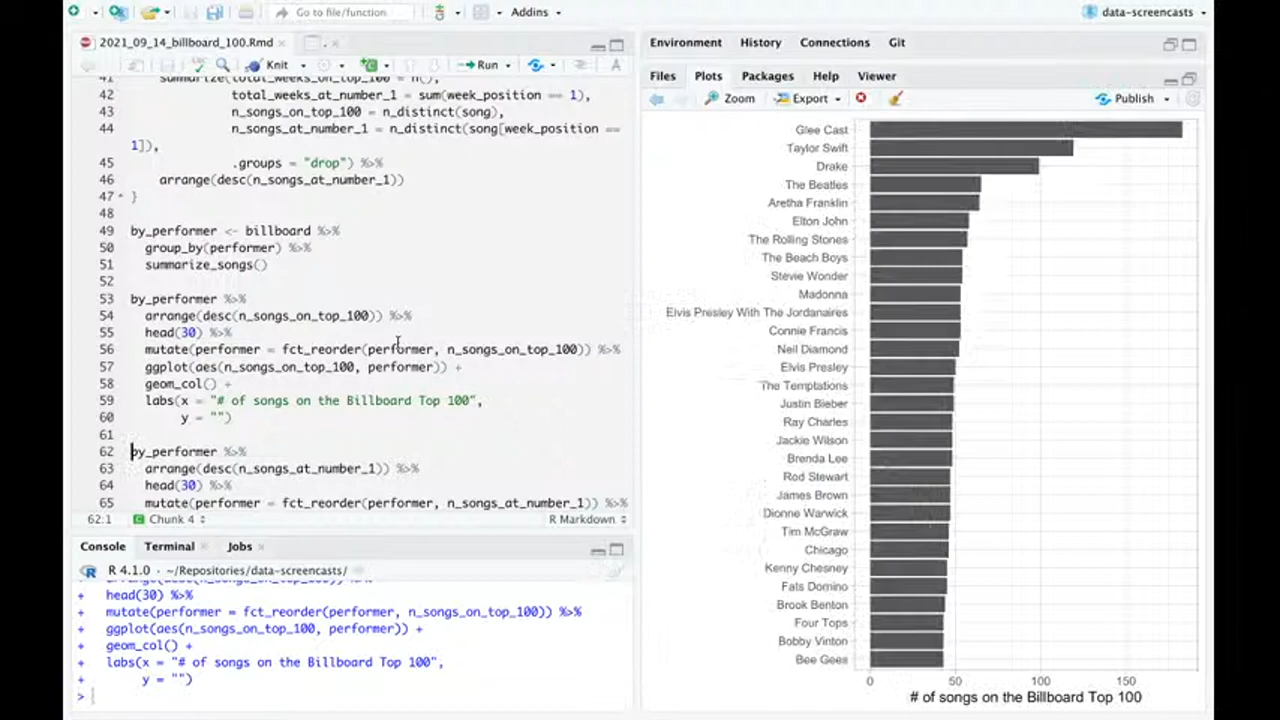 Go to file/function
Addins
data-screencasts
2021_09_14_billboard_100.Rmd
Knit
Run
41 summarize(total_weeks_on_top_100 = n(),
42 total_weeks_at_number_1 = sum(week_position == 1),
43 n_songs_on_top_100 = n_distinct(song),
44 n_songs_at_number_1 = n_distinct(song[week_position ==
1]),
45 .groups = "drop") %>%
46 arrange(desc(n_songs_at_number_1))
47 }
48
49 by_performer <- billboard %>%
50 group_by(performer) %>%
51 summarize_songs()
52
53 by_performer %>%
54 arrange(desc(n_songs_on_top_100)) %>%
55 head(30) %>%
56 mutate(performer = fct_reorder(performer, n_songs_on_top_100)) %>%
57 ggplot(aes(n_songs_on_top_100, performer)) +
58 geom_col() +
59 labs(x = "# of songs on the Billboard Top 100",
60 y = "")
61
62 by_performer %>%
63 arrange(desc(n_songs_at_number_1)) %>%
64 head(30) %>%
65 mutate(performer = fct_reorder(performer, n_songs_at_number_1)) %>%
62:1 Chunk 4 R Markdown
Console Terminal Jobs
R 4.1.0 · ~/Repositories/data-screencasts/
+ arrange(desc(n_songs_on_top_100)) %>%
+ head(30) %>%
+ mutate(performer = fct_reorder(performer, n_songs_on_top_100)) %>%
+ ggplot(aes(n_songs_on_top_100, performer)) +
+ geom_col() +
+ labs(x = "# of songs on the Billboard Top 100",
+ y = "")
>
Environment History Connections Git
Files Plots Packages Help Viewer
Zoom Export Publish
Glee Cast
Taylor Swift
Drake
The Beatles
Aretha Franklin
Elton John
The Rolling Stones
The Beach Boys
Stevie Wonder
Madonna
Elvis Presley With The Jordanaires
Connie Francis
Neil Diamond
Elvis Presley
The Temptations
Justin Bieber
Ray Charles
Jackie Wilson
Brenda Lee
Rod Stewart
James Brown
Dionne Warwick
Tim McGraw
Chicago
Kenny Chesney
Fats Domino
Brook Benton
Four Tops
Bobby Vinton
Bee Gees
0 50 100 150
# of songs on the Billboard Top 100